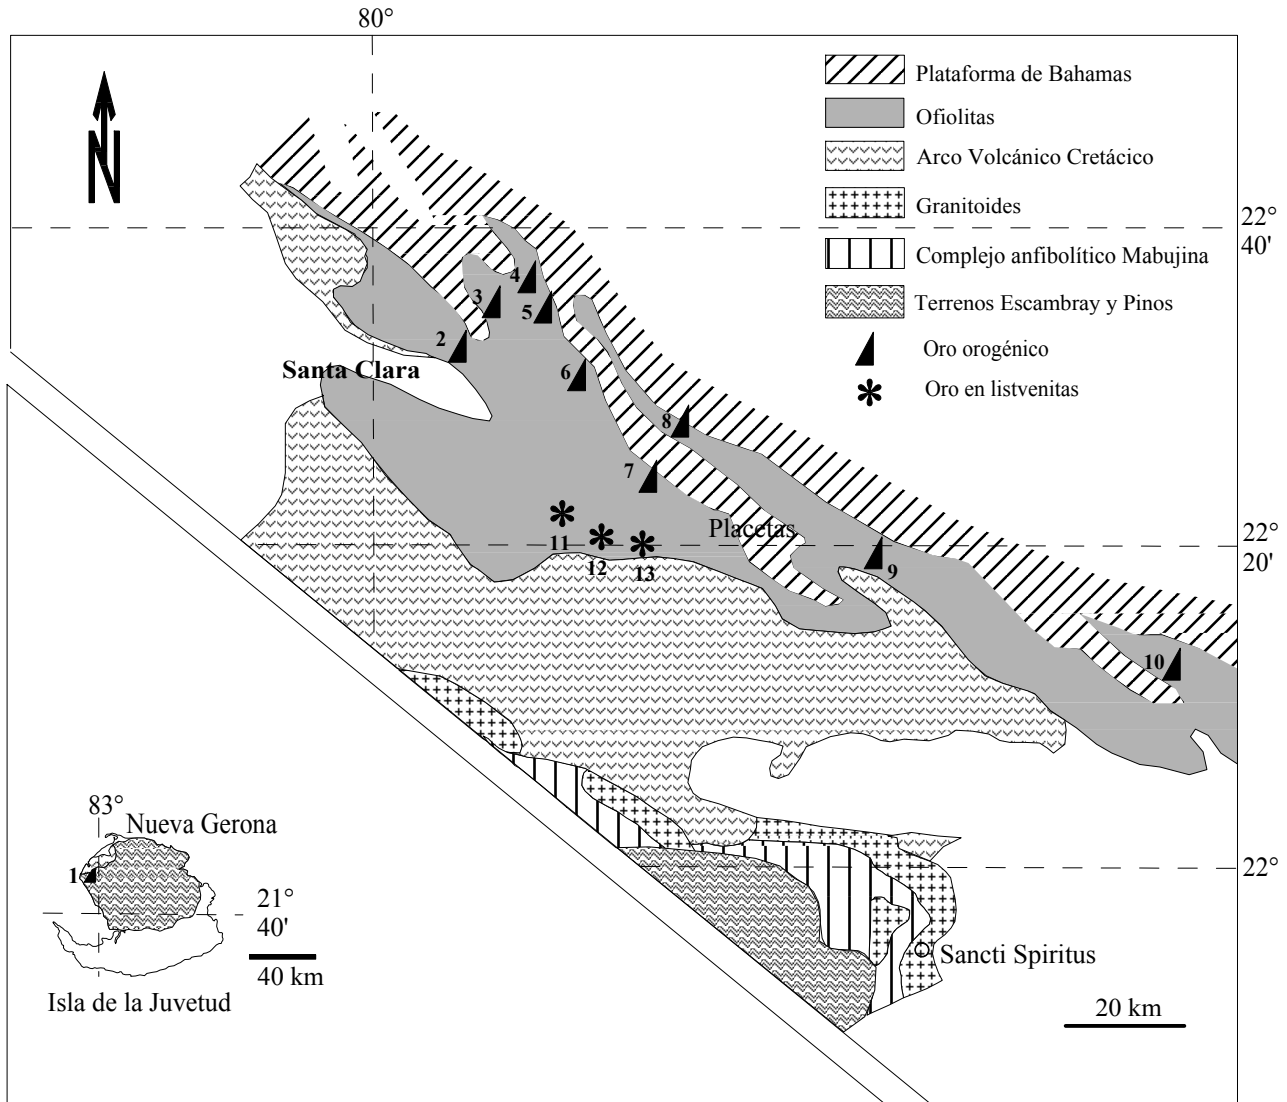 80°
N
Plataforma de Bahamas
Ofiolitas
Arco Volcánico Cretácico
Granitoides
Complejo anfibolítico Mabujina
Terrenos Escambray y Pinos
Oro orogénico
Oro en listvenitas
22°
40'
4
3
5
2
Santa Clara
6
8
7
Placetas
11
12
13
9
22°
20'
10
83°
Nueva Gerona
1
21°
40'
40 km
Isla de la Juvetud
22°
Sancti Spiritus
20 km